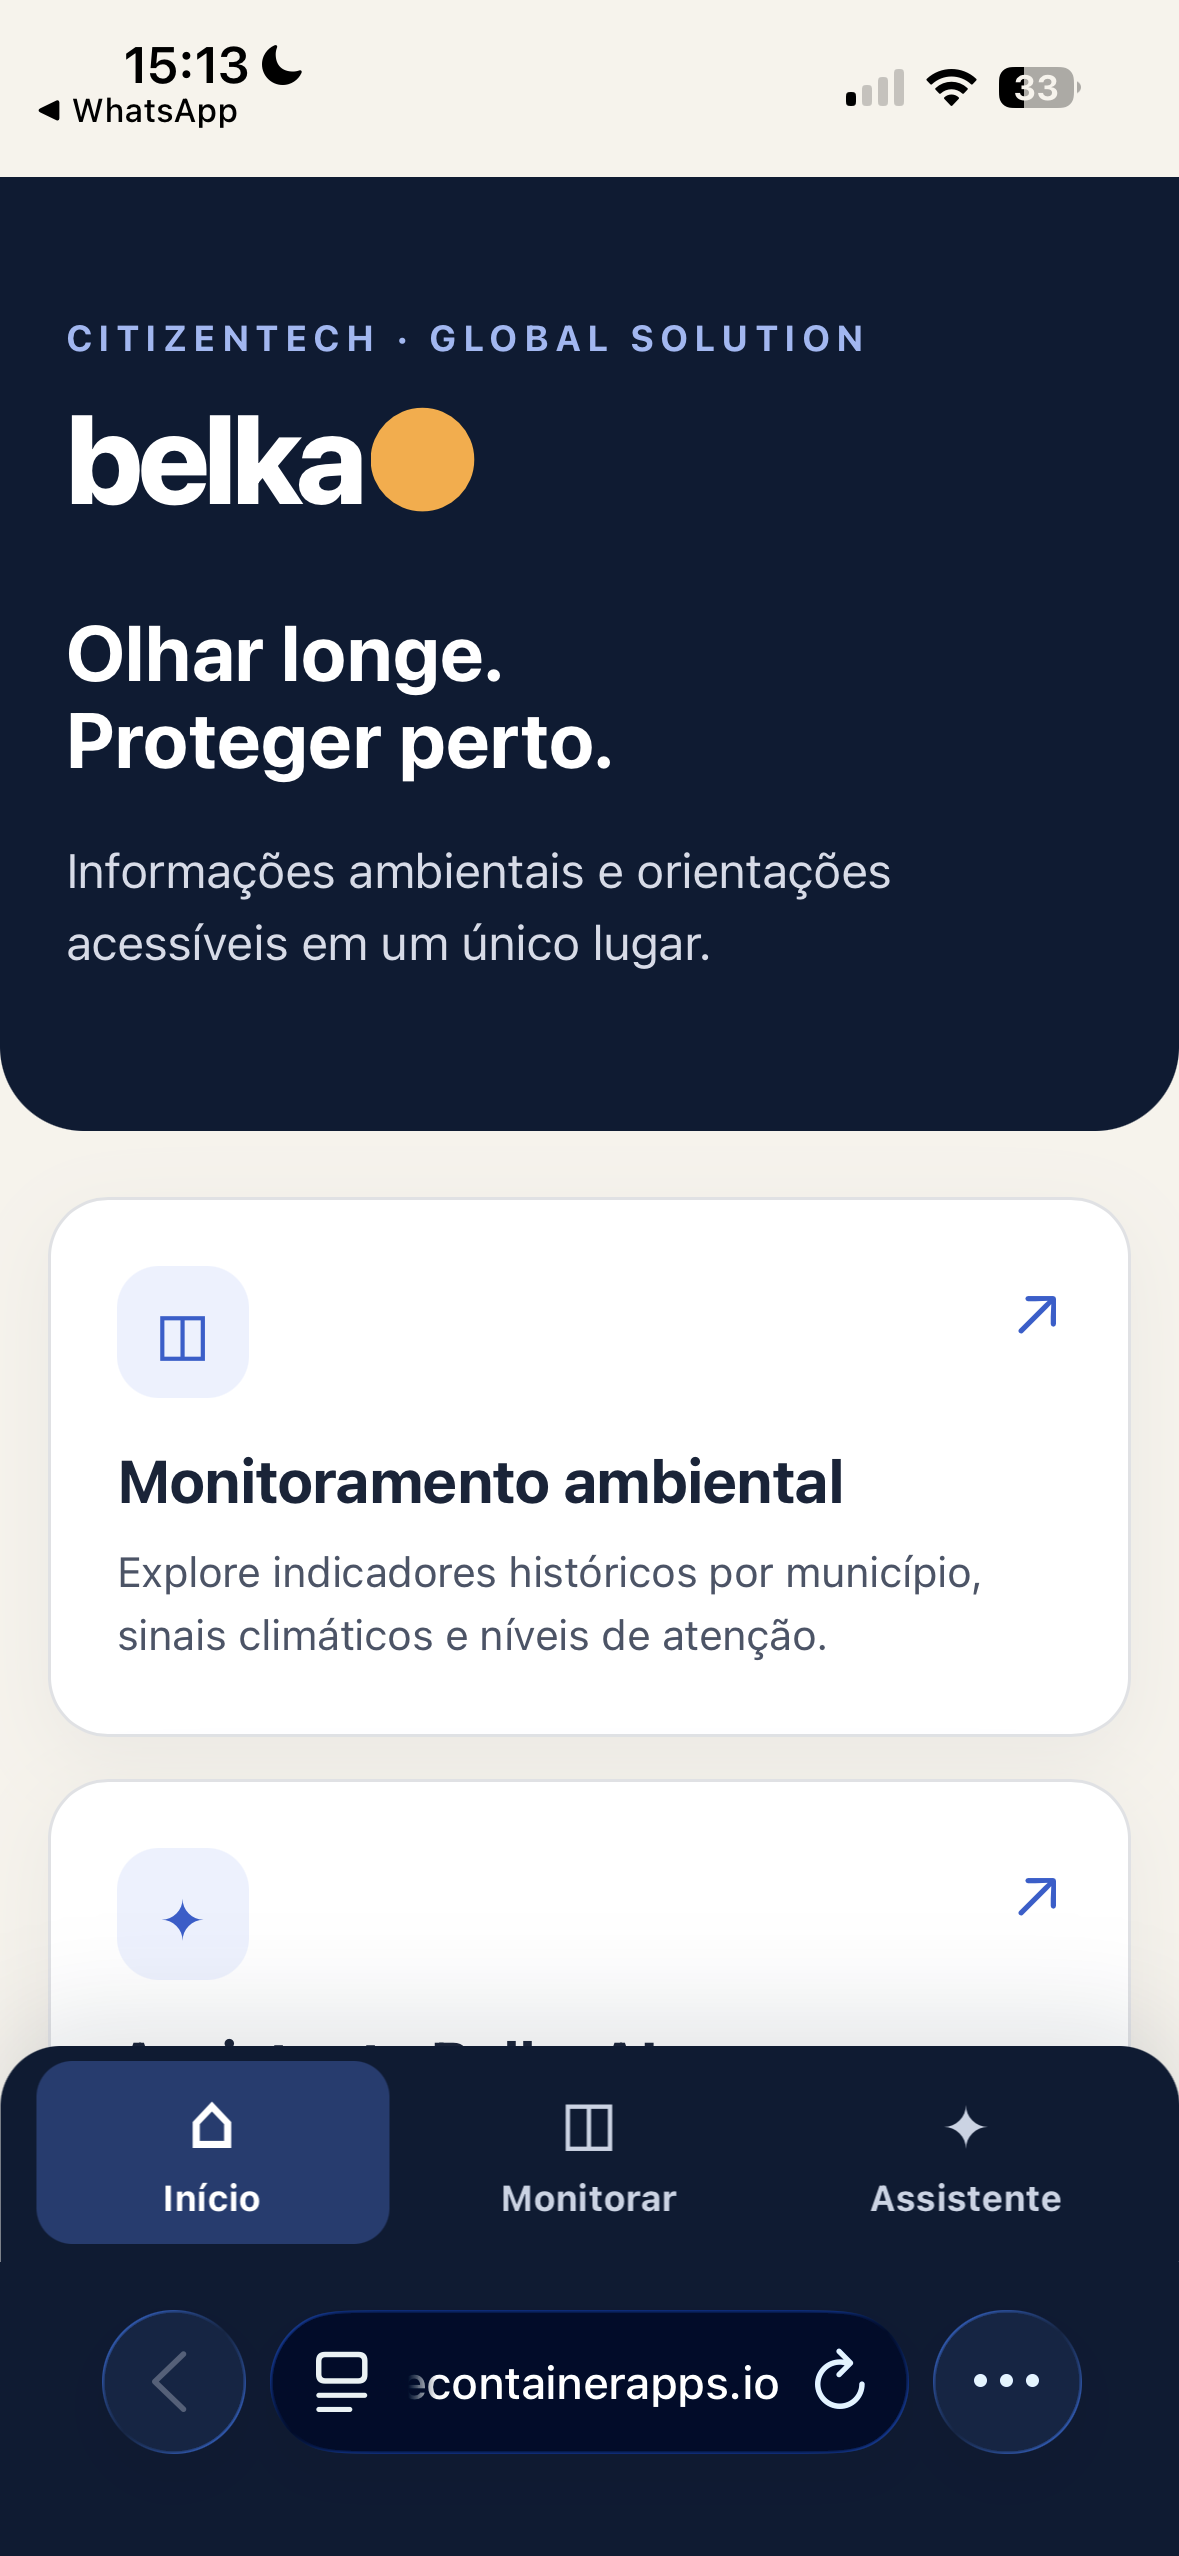 15:13
WhatsApp
33
CITIZENTECH · GLOBAL SOLUTION
belka
Olhar longe.
Proteger perto.
Informações ambientais e orientações
acessíveis em um único lugar.
Monitoramento ambiental
Explore indicadores históricos por município,
sinais climáticos e níveis de atenção.
Início
Monitorar
Assistente
econtainerapps.io